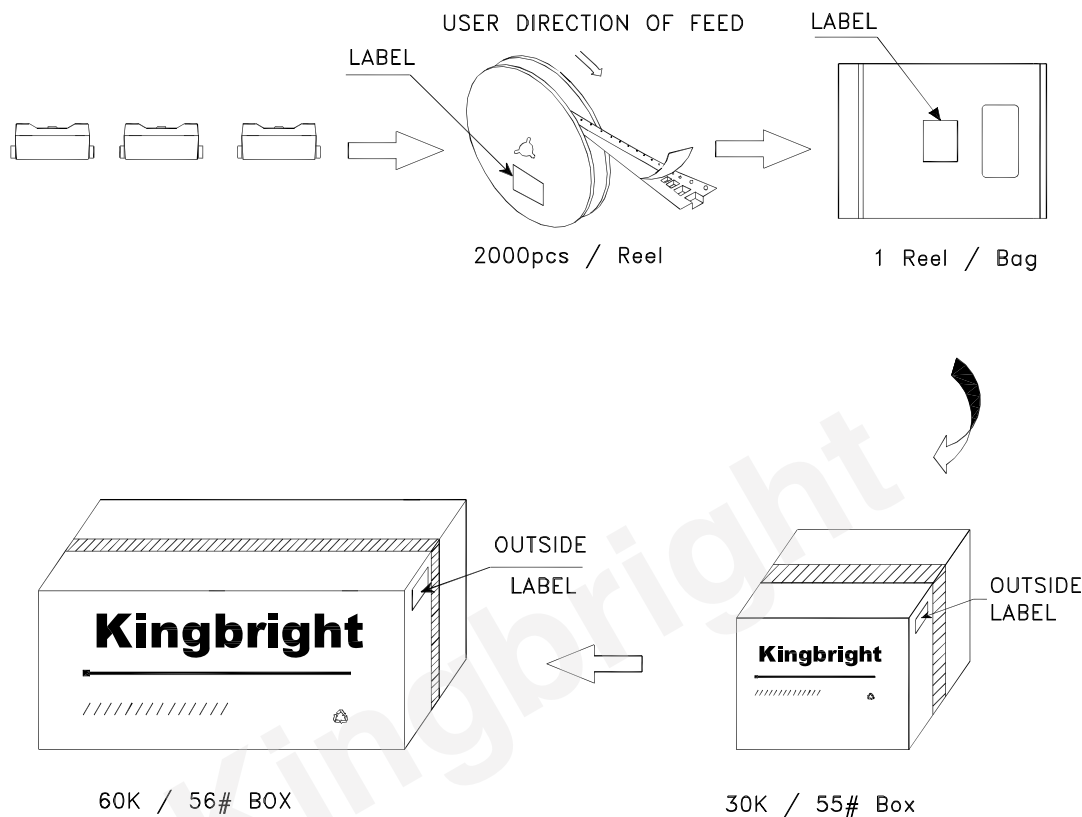 USER DIRECTION OF FEED
LABEL
LABEL
2000pcs / Reel
1 Reel / Bag
OUTSIDE
LABEL
OUTSIDE
LABEL
Kingbright
Kingbright
60K / 56# BOX
30K / 55# Box
Kingbright